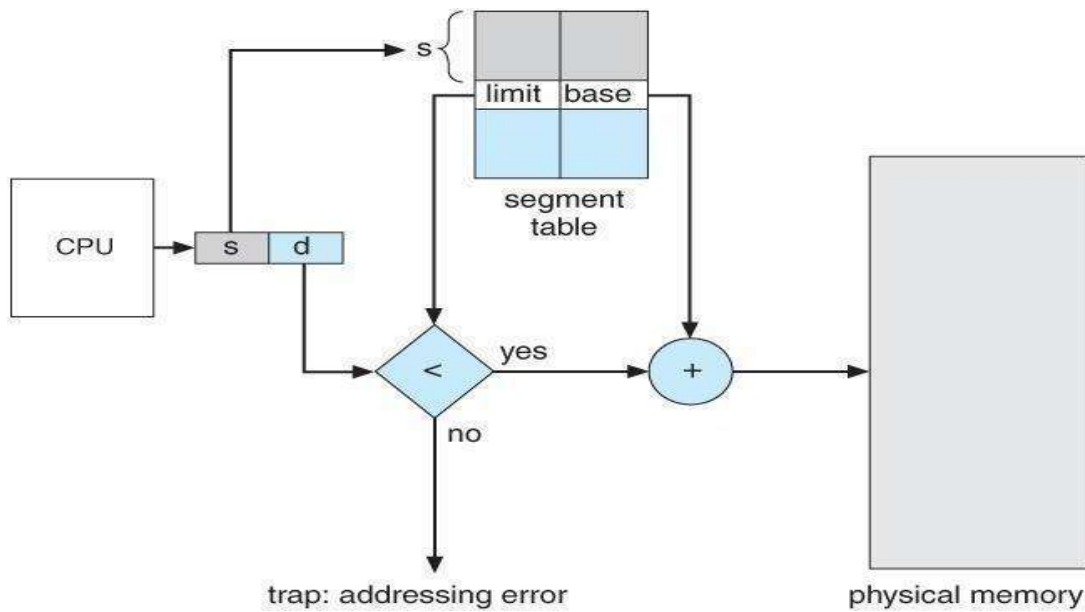 s
limit base
segment
table
CPU
s d
<
yes
+
no
trap: addressing error
physical memory